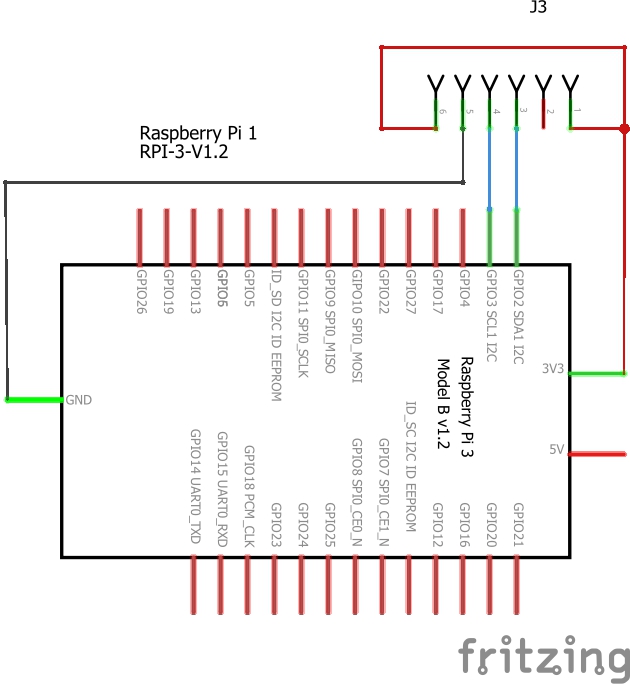 J3
6
5
4
3
2
1
Raspberry Pi 1
RPI-3-V1.2
GPIO26
GPIO19
GPIO13
GPIO6
GPIO5
ID_SD I2C ID EEPROM
GPIO11 SPI0_SCLK
GPIO9 SPI0_MISO
GIPO10 SPI0_MOSI
GPIO22
GPIO27
GPIO17
GPIO4
GPIO3 SCL1 I2C
GPIO2 SDA1 I2C
3V3
Raspberry Pi 3
Model B v1.2
GND
5V
GPIO14 UART0_TXD
GPIO15 UART0_RXD
GPIO18 PCM_CLK
GPIO23
GPIO24
GPIO25
GPIO8 SPI0_CE0_N
GPIO7 SPI0_CE1_N
ID_SC I2C ID EEPROM
GPIO12
GPIO16
GPIO20
GPIO21
fritzing